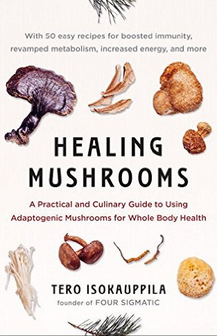 With 50 easy recipes for boosted immunity,
revamped metabolism, increased energy, and more
HEALING
MUSHROOMS
A Practical and Culinary Guide to Using
Adaptogenic Mushrooms for Whole Body Health
TERO ISOKAUPPILA
founder of FOUR SIGMATIC